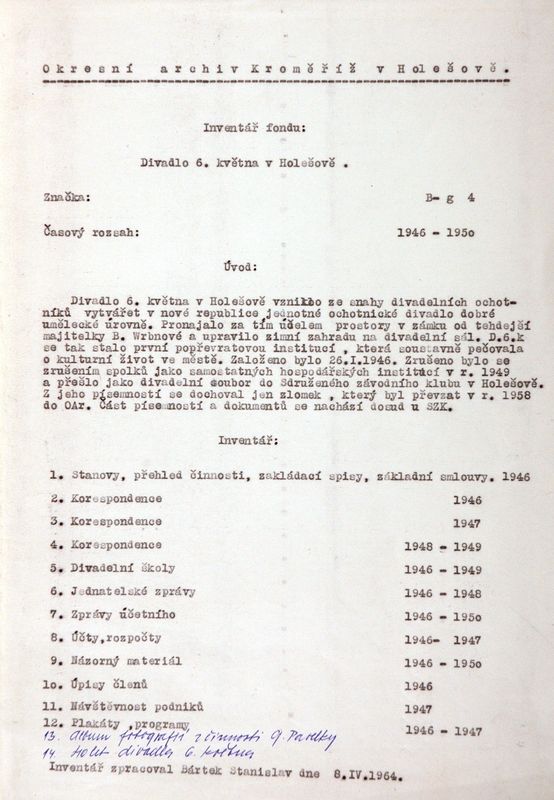 Okresní archiv Kroměříž v Holešově.
Inventář fondu:
Divadlo 6. května v Holešově .
Značka: B- g 4
Časový rozsah: 1946 - 195o
Úvod:
Divadlo 6. května v Holešově vzniklo ze snahy divadelních ochot-
níků vytvářet v nové republice jednotné ochotnické divadlo dobré
umělecké úrovně. Pronajalo za tím účelem prostory v zámku od tehdejší
majitelky B. Wrbnové a upravilo zimní zahradu na divadelní sál. D.6.k
se tak stalo první popřevratovou institucí , která soustavně pečovala
o kulturní život ve městě. Založeno bylo 26.I.1946. Zrušeno bylo se
zrušením spolků jako samostatných hospodářských institucí v r. 1949
a přešlo jako divadelní soubor do Sdruženého závodního klubu v Holešově.
Z jeho písemností se dochoval jen zlomek , který byl převzat v r. 1958
do OAr. Část písemností a dokumentů se nachází dosud u SZK.
Inventář:
1. Stanovy, přehled činnosti, zakládací spisy, základní smlouvy. 1946
2. Korespondence 1946
3. Korespondence 1947
4. Korespondence 1948 - 1949
5. Divadelní školy 1946 - 1949
6. Jednatelské zprávy 1946 - 1948
7. Zprávy účetního 1946 - 195o
8. Účty,rozpočty 1946- 1947
9. Názorný materiál 1946 - 195o
1o. Úpisy členů 1946
11. Návštěvnost podniků 1947
12. Plakáty ,programy 1946 - 1947
13. album fotografií z činnosti
14 divadla 6. května
Inventář zpracoval Bártek Stanislav dne 8.IV.1964.